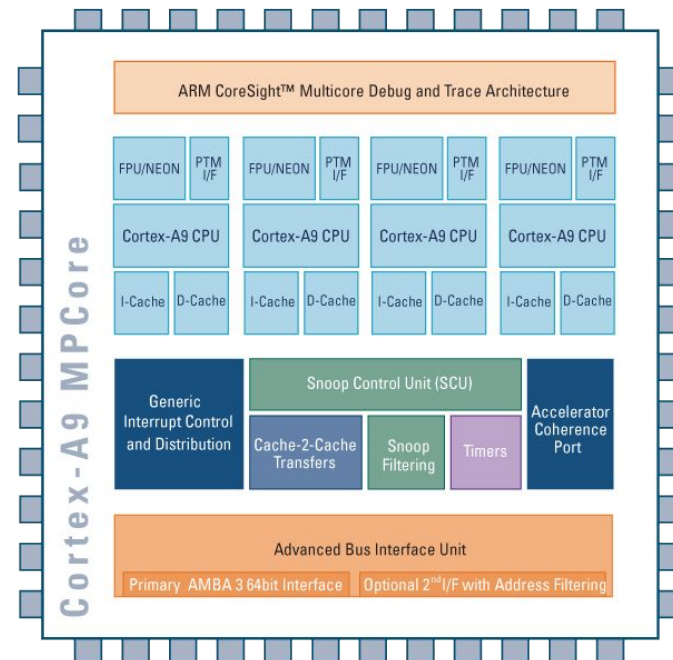 Cortex-A9 MPCore
ARM CoreSight™ Multicore Debug and Trace Architecture
FPU/NEON
PTM
I/F
FPU/NEON
PTM
I/F
FPU/NEON
PTM
I/F
FPU/NEON
PTM
I/F
Cortex-A9 CPU
Cortex-A9 CPU
Cortex-A9 CPU
Cortex-A9 CPU
I-Cache
D-Cache
I-Cache
D-Cache
I-Cache
D-Cache
I-Cache
D-Cache
Generic
Interrupt Control
and Distribution
Snoop Control Unit (SCU)
Cache-2-Cache
Transfers
Snoop
Filtering
Timers
Accelerator
Coherence
Port
Advanced Bus Interface Unit
Primary AMBA 3 64bit Interface
Optional 2nd I/F with Address Filtering